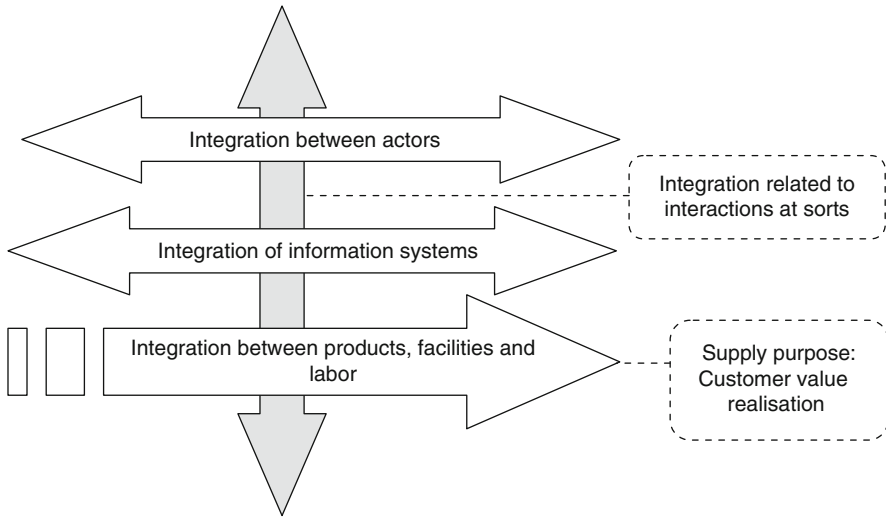 Integration between actors
Integration related to
interactions at sorts
Integration of information systems
Integration between products, facilities and
labor
Supply purpose:
Customer value
realisation